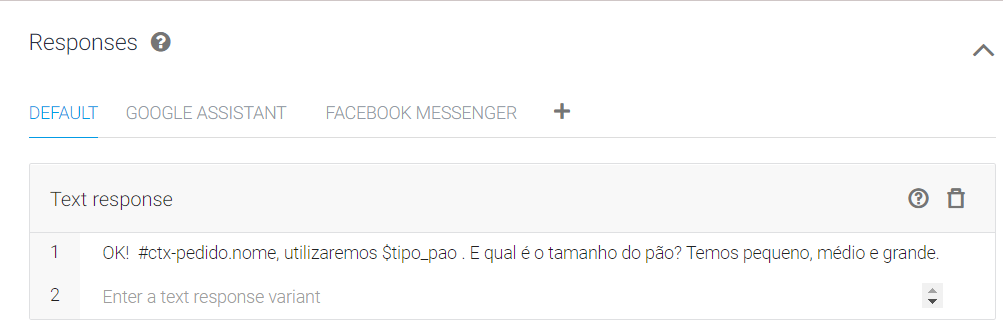 Responses
DEFAULT GOOGLE ASSISTANT FACEBOOK MESSENGER +
Text response
1 OK! #ctx-pedido.nome, utilizaremos $tipo_pao . E qual é o tamanho do pão? Temos pequeno, médio e grande.
2 Enter a text response variant